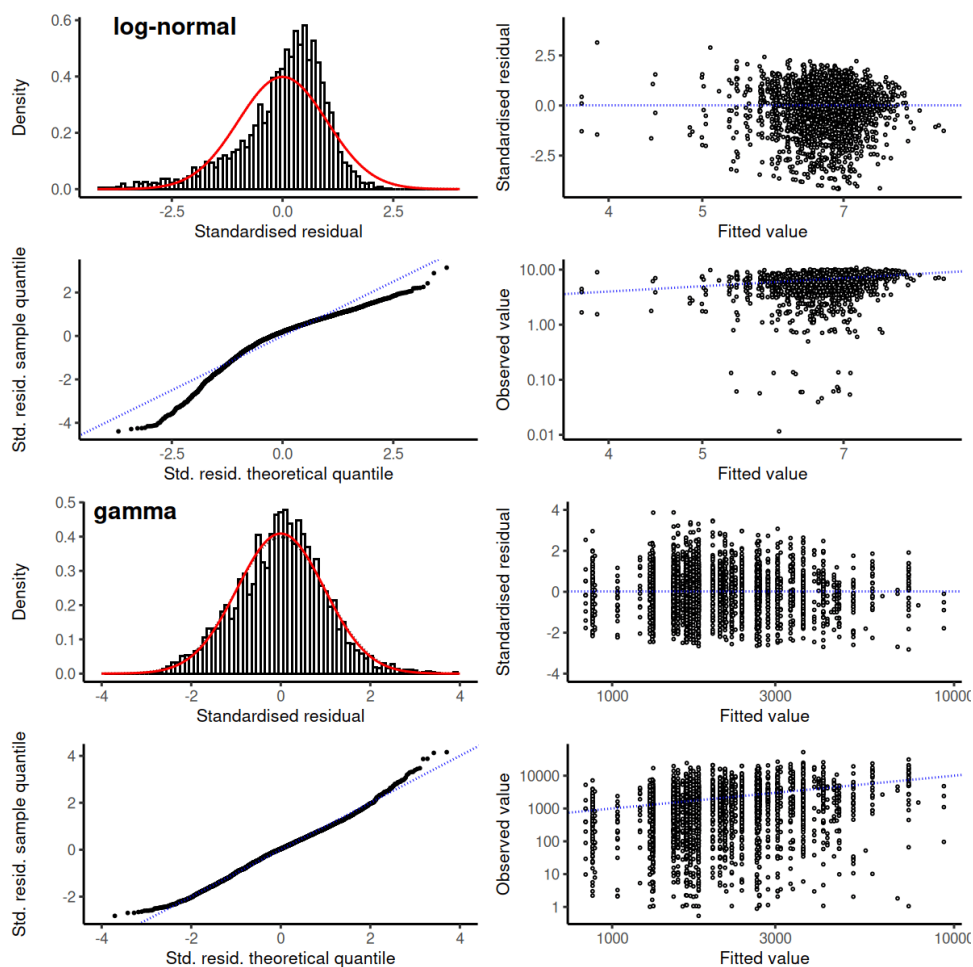 log-normal
0.6
0.4
0.2
0.0
Density
-2.5 0.0 2.5
Standardised residual
2.5
0.0
-2.5
Standardised residual
4 5 7
Fitted value
2
0
-2
-4
Std. resid. sample quantile
-2.5 0.0 2.5
Std. resid. theoretical quantile
10.00
1.00
0.10
0.01
Observed value
4 5 7
Fitted value
gamma
0.5
0.4
0.3
0.2
0.1
0.0
Density
-4 -2 0 2 4
Standardised residual
4
2
0
-2
-4
Standardised residual
1000 3000 10000
Fitted value
4
2
0
-2
Std. resid. sample quantile
-4 -2 0 2 4
Std. resid. theoretical quantile
10000
1000
100
10
1
Observed value
1000 3000 10000
Fitted value